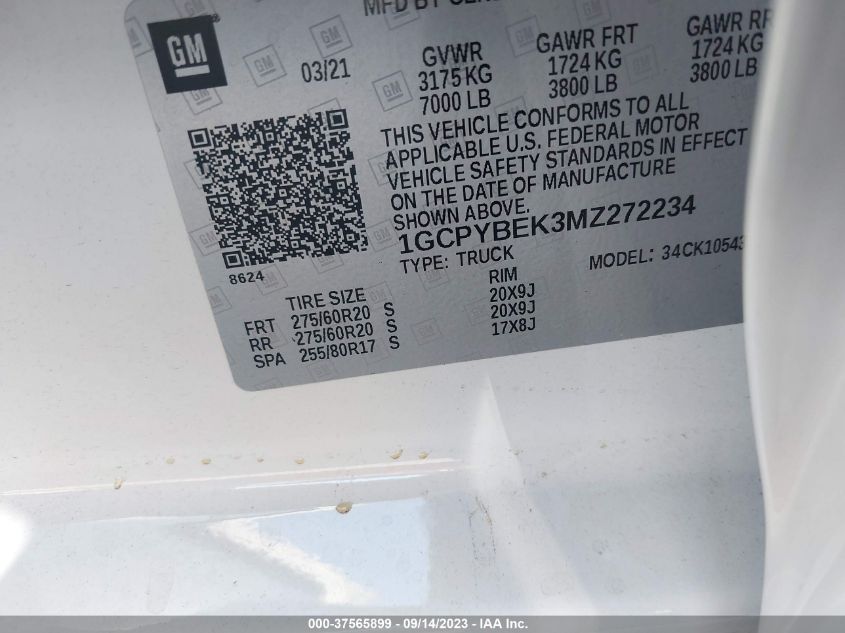 MFD BY
GM
03/21
GVWR
3175 KG
7000 LB
GAWR FRT
1724 KG
3800 LB
GAWR RR
1724 KG
3800 LB
THIS VEHICLE CONFORMS TO ALL
APPLICABLE U.S. FEDERAL MOTOR
VEHICLE SAFETY STANDARDS IN EFFECT
ON THE DATE OF MANUFACTURE
SHOWN ABOVE.
1GCPYBEK3MZ272234
TYPE: TRUCK
MODEL: 34CK10543
8624
TIRE SIZE
RIM
FRT 275/60R20 S 20X9J
RR 275/60R20 S 20X9J
SPA 255/80R17 S 17X8J
000-37565899 - 09/14/2023 - IAA Inc.